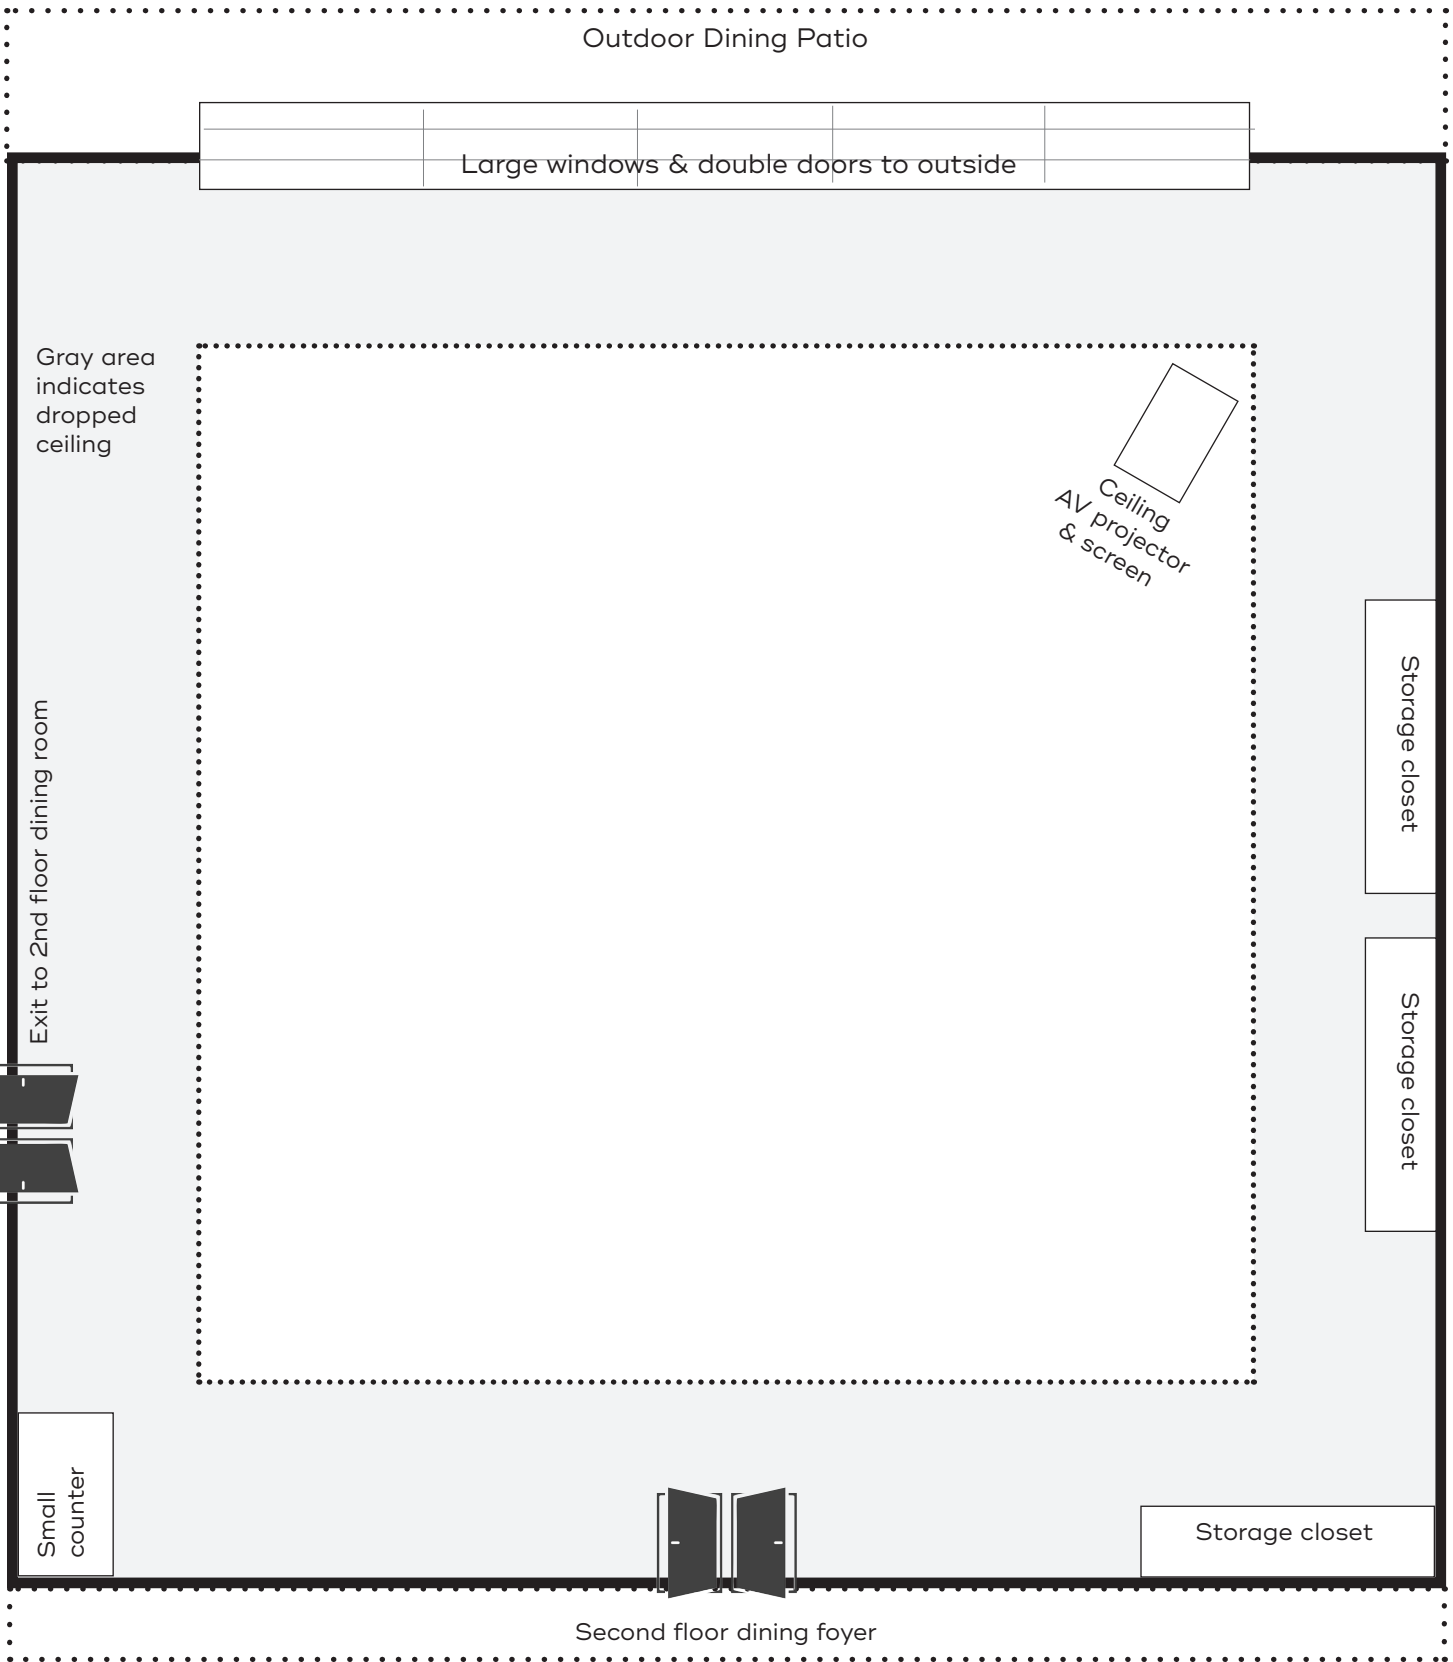 Outdoor Dining Patio
Large windows & double doors to outside
Gray area
indicates
dropped
ceiling
Ceiling
AV projector
& screen
Storage closet
Exit to 2nd floor dining room
Storage closet
Small
counter
Storage closet
Second floor dining foyer